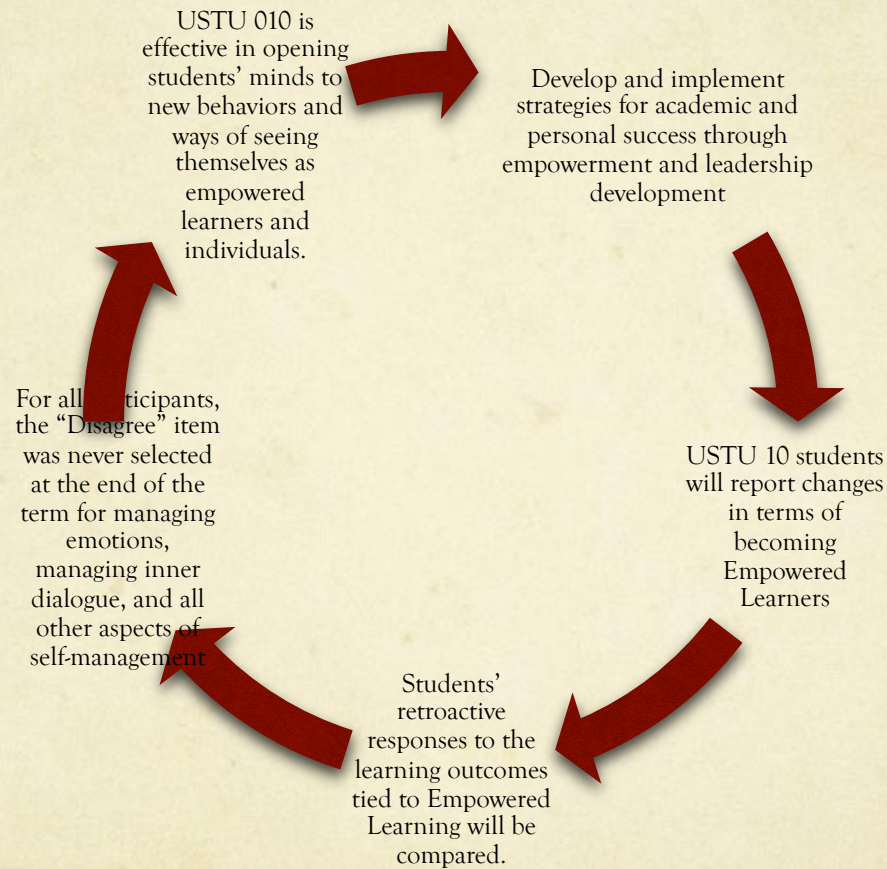 USTU 010 is
effective in opening
students’ minds to
new behaviors and
ways of seeing
themselves as
empowered
learners and
individuals.
Develop and implement
strategies for academic and
personal success through
empowerment and leadership
development
USTU 10 students
will report changes
in terms of
becoming
Empowered
Learners
Students’
retroactive
responses to the
learning outcomes
tied to Empowered
Learning will be
compared.
For all participants,
the “Disagree” item
was never selected
at the end of the
term for managing
emotions,
managing inner
dialogue, and all
other aspects of
self-management